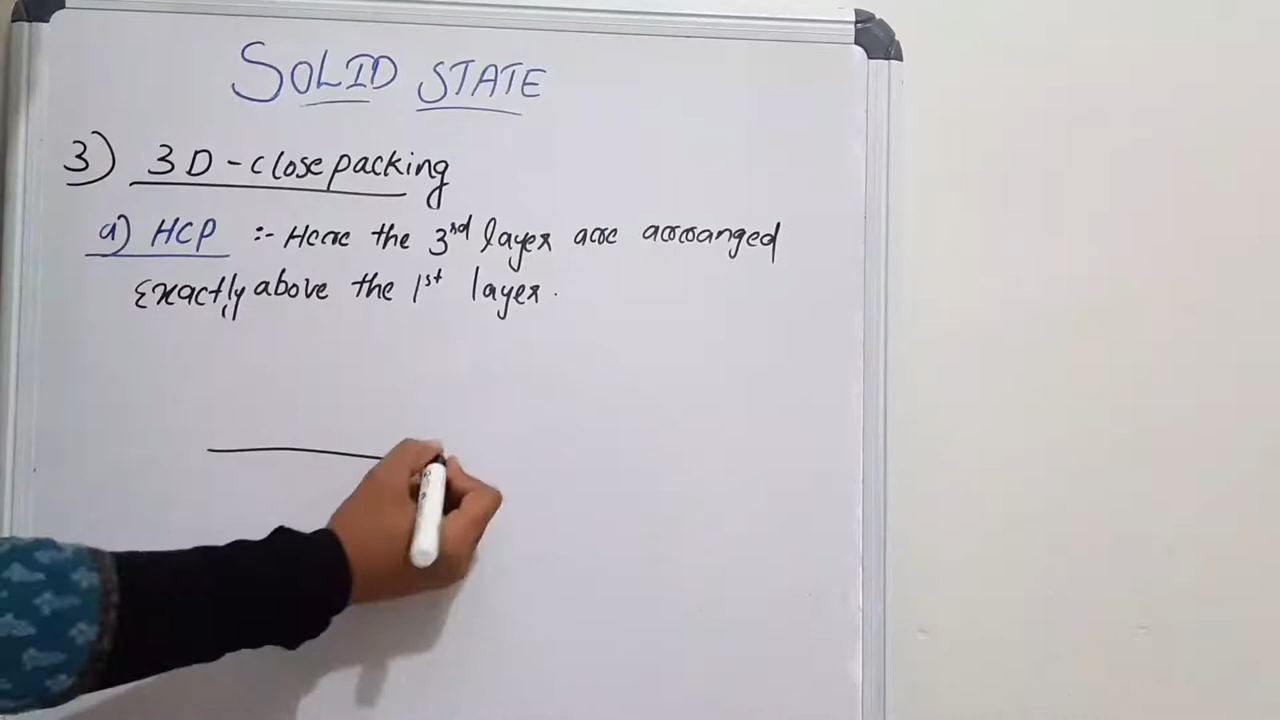 SOLID STATE
3) 3D-close packing
a) HCP :- Here the 3rd layer are arranged
Exactly above the 1st layer.